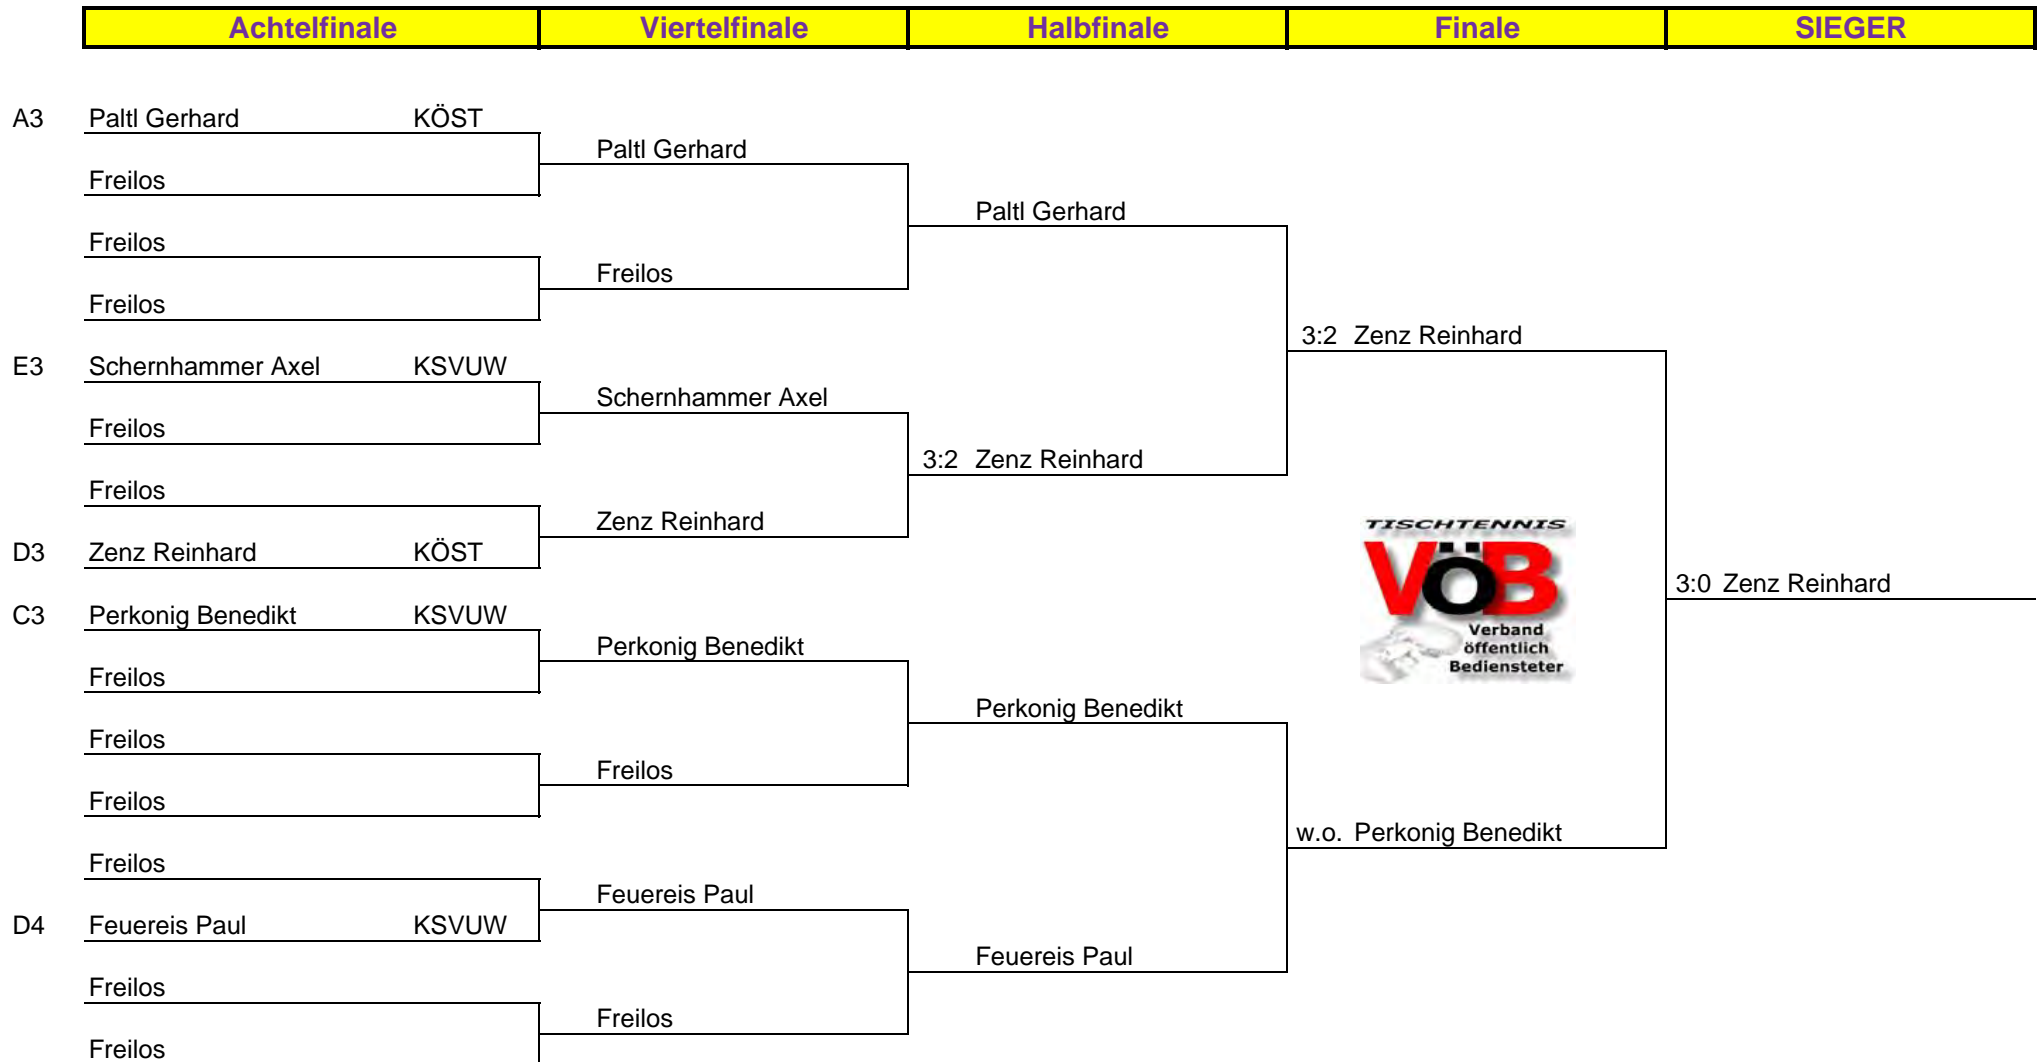 Achtelfinale Viertelfinale Halbfinale Finale SIEGER
A3 Paltl Gerhard KÖST
Paltl Gerhard
Freilos
Paltl Gerhard
Freilos
Freilos
Freilos
3:2 Zenz Reinhard
E3 Schernhammer Axel KSVUW
Schernhammer Axel
Freilos
3:2 Zenz Reinhard
Freilos
Zenz Reinhard
TISCHTENNIS
D3 Zenz Reinhard KÖST
VÖB
3:0 Zenz Reinhard
C3 Perkonig Benedikt KSVUW
Verband
Perkonig Benedikt
öffentlich
Bediensteter
Freilos
Perkonig Benedikt
Freilos
Freilos
Freilos
w.o. Perkonig Benedikt
Freilos
Feuereis Paul
D4 Feuereis Paul KSVUW
Feuereis Paul
Freilos
Freilos
Freilos